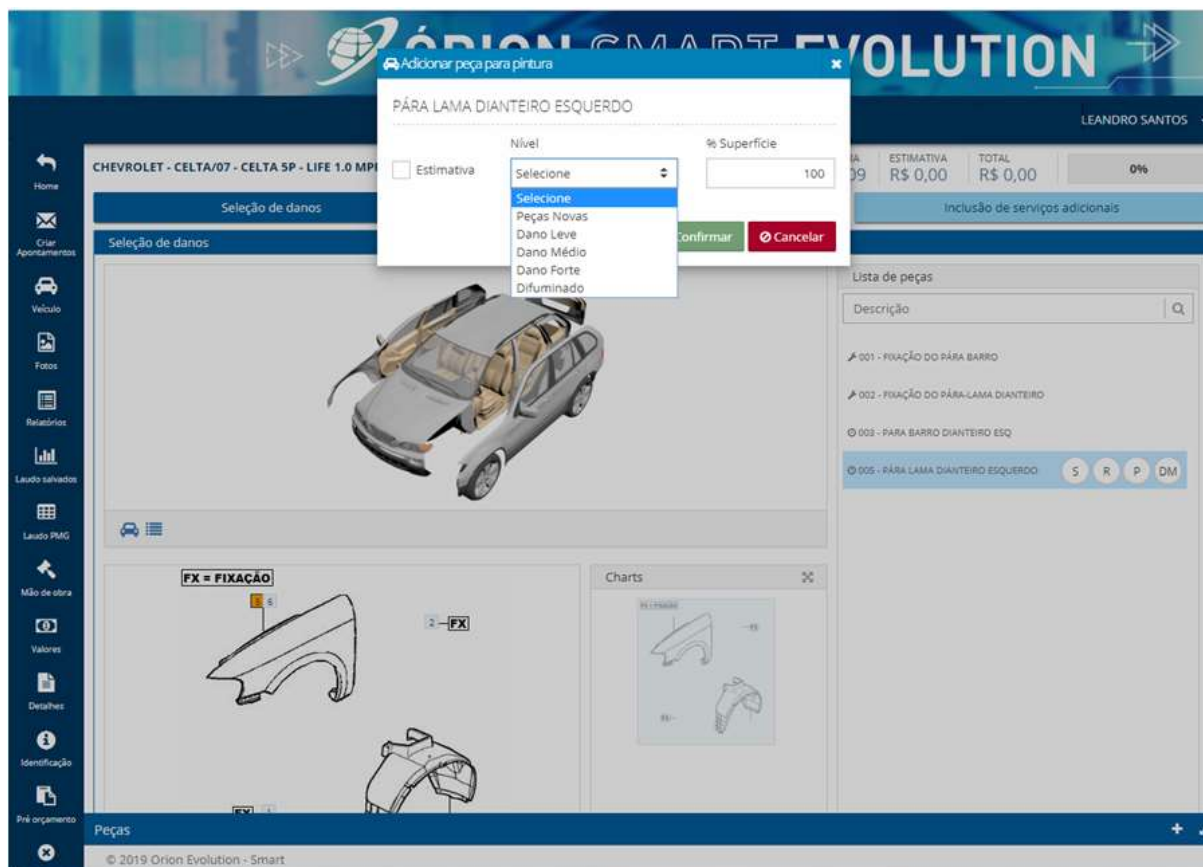 ÓRION SMART EVOLUTION
Adicionar peça para pintura
LEANDRO SANTOS
PÁRA LAMA DIANTEIRO ESQUERDO
Nível
% Superfície
Estimativa
Selecione
100
Selecione
Peças Novas
Dano Leve
Dano Médio
Dano Forte
Difuminado
Confirmar
Cancelar
Home
Criar Apontamentos
Veículo
Fotos
Relatórios
Laudo salvados
Laudo PMG
Mão de obra
Valores
Detalhes
Identificação
Pré orçamento
CHEVROLET - CELTA/07 - CELTA 5P - LIFE 1.0
ESTIMATIVA
R$ 0,00
TOTAL
R$ 0,00
0%
Seleção de danos
Inclusão de serviços adicionais
Seleção de danos
Lista de peças
Descrição
001 - FIXAÇÃO DO PÁRA BARRO
002 - FIXAÇÃO DO PÁRA-LAMA DIANTEIRO
003 - PARA BARRO DIANTEIRO ESQ
005 - PÁRA LAMA DIANTEIRO ESQUERDO S R P DM
FX = FIXAÇÃO
5 6
2 FX
Charts
Peças
© 2019 Orion Evolution - Smart